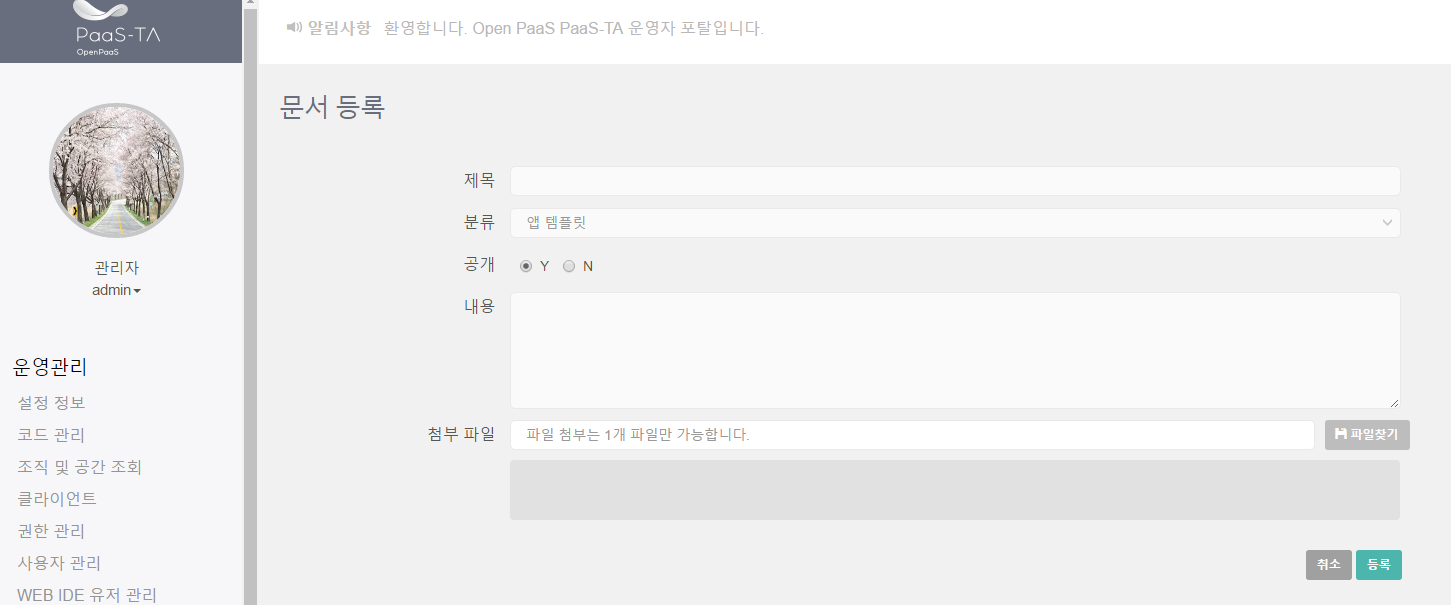 PaaS-TA
OpenPaaS
관리자
admin
운영관리
설정 정보
코드 관리
조직 및 공간 조회
클라이언트
권한 관리
사용자 관리
WEB IDE 유저 관리
알림사항 환영합니다. Open PaaS PaaS-TA 운영자 포탈입니다.
문서 등록
제목
분류 앱 템플릿
공개 Y N
내용
첨부 파일 파일 첨부는 1개 파일만 가능합니다. 파일찾기
취소 등록